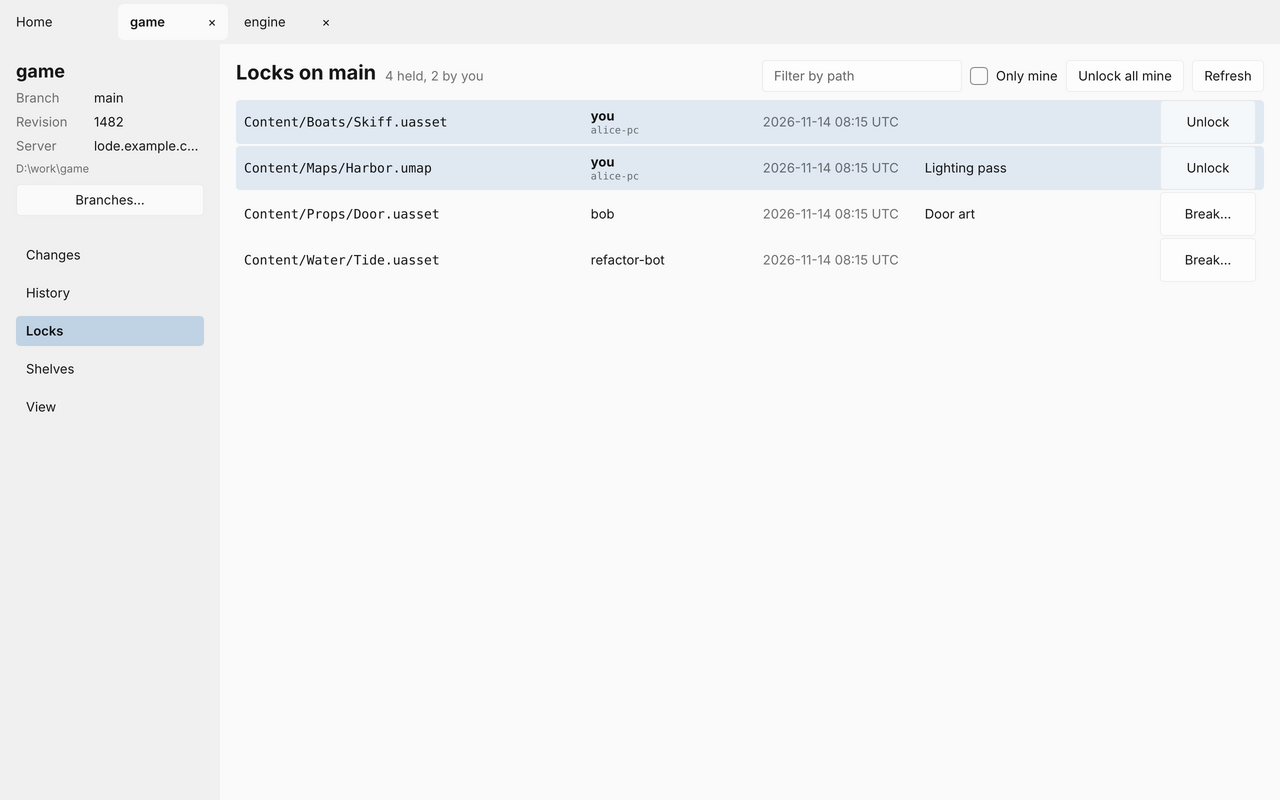 Home
game ×
engine ×
game
Branch main
Revision 1482
Server lode.example.c...
D:\work\game
Branches...
Changes
History
Locks
Shelves
View
Locks on main 4 held, 2 by you
Filter by path
Only mine
Unlock all mine
Refresh
Content/Boats/Skiff.uasset you alice-pc 2026-11-14 08:15 UTC Unlock
Content/Maps/Harbor.umap you alice-pc 2026-11-14 08:15 UTC Lighting pass Unlock
Content/Props/Door.uasset bob 2026-11-14 08:15 UTC Door art Break...
Content/Water/Tide.uasset refactor-bot 2026-11-14 08:15 UTC Break...